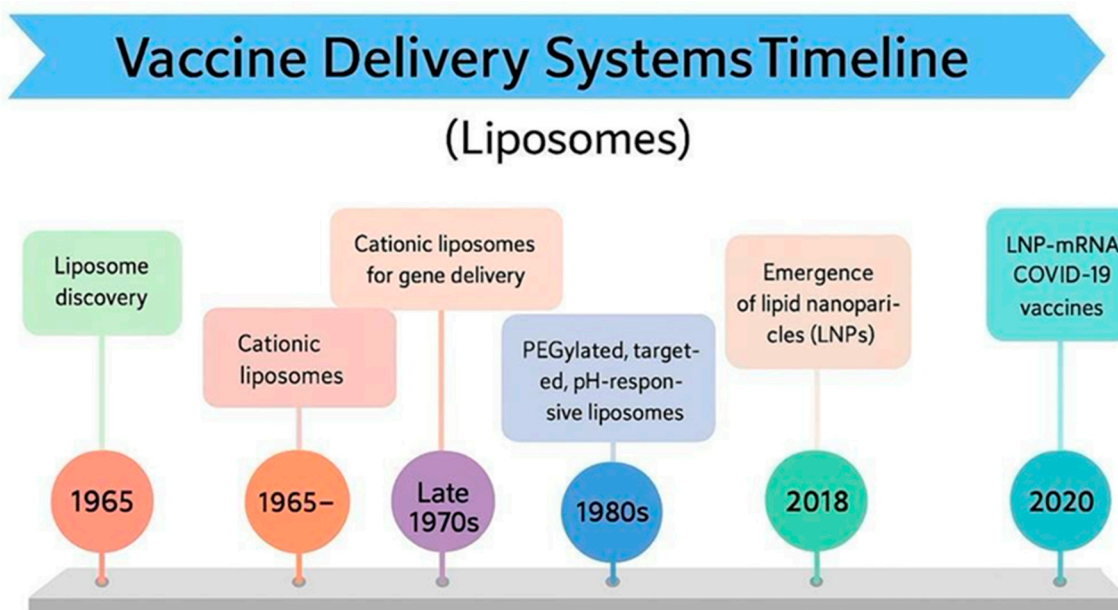 Vaccine Delivery Systems Timeline
(Liposomes)
Liposome
discovery
Cationic
liposomes
Cationic liposomes
for gene delivery
PEGylated, target-
ed, pH-respon-
sive liposomes
Emergence
of lipid nanopari-
cles (LNPs)
LNP-mRNA
COVID-19
vaccines
1965
1965–
Late
1970s
1980s
2018
2020